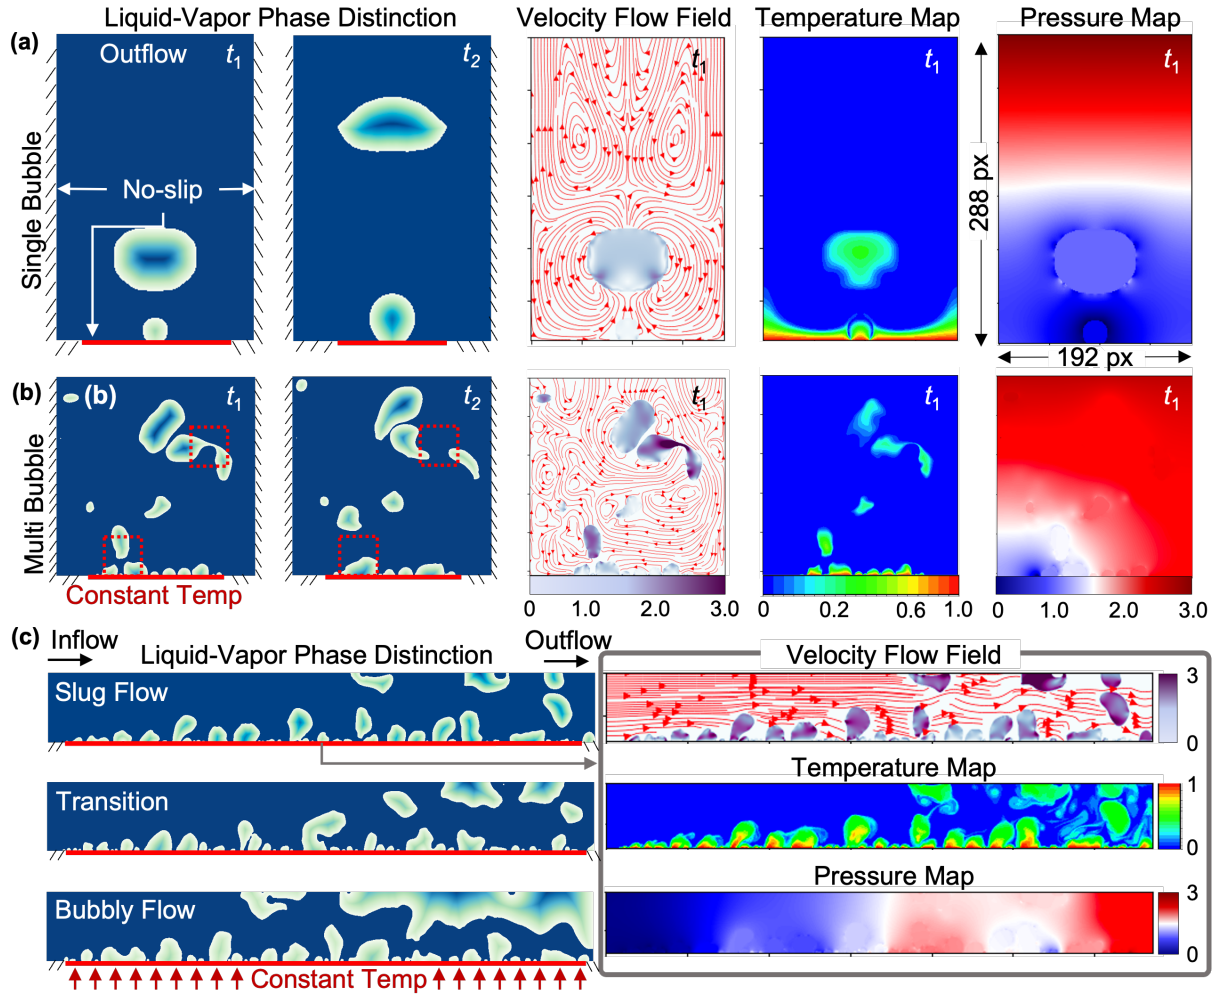 Liquid-Vapor Phase Distinction
Velocity Flow Field
Temperature Map
Pressure Map
(a)
Single Bubble
Outflow
t1
t2
t1
t1
t1
No-slip
288 px
192 px
(b)
Multi Bubble
(b)
t1
t2
t1
t1
t1
Constant Temp
0 1.0 2.0 3.0
0 0.2 0.6 1.0
0 1.0 2.0 3.0
(c)
Inflow
Liquid-Vapor Phase Distinction
Outflow
Slug Flow
Transition
Bubbly Flow
Constant Temp
Velocity Flow Field
3
0
Temperature Map
1
0
Pressure Map
3
0